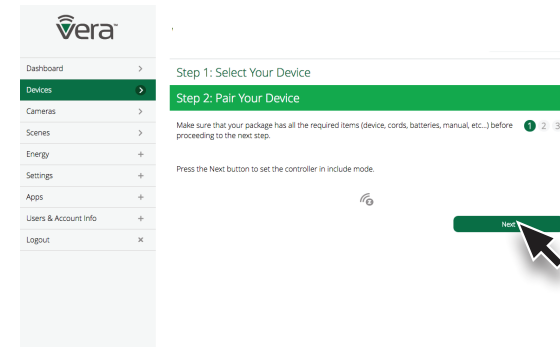 vera™
Dashboard
Devices
Cameras
Scenes
Energy
Settings
Apps
Users & Account Info
Logout
Step 1: Select Your Device
Step 2: Pair Your Device
Make sure that your package has all the required items (device, cords, batteries, manual, etc...) before
proceeding to the next step.
1 2 3
Press the Next button to set the controller in include mode.
Next